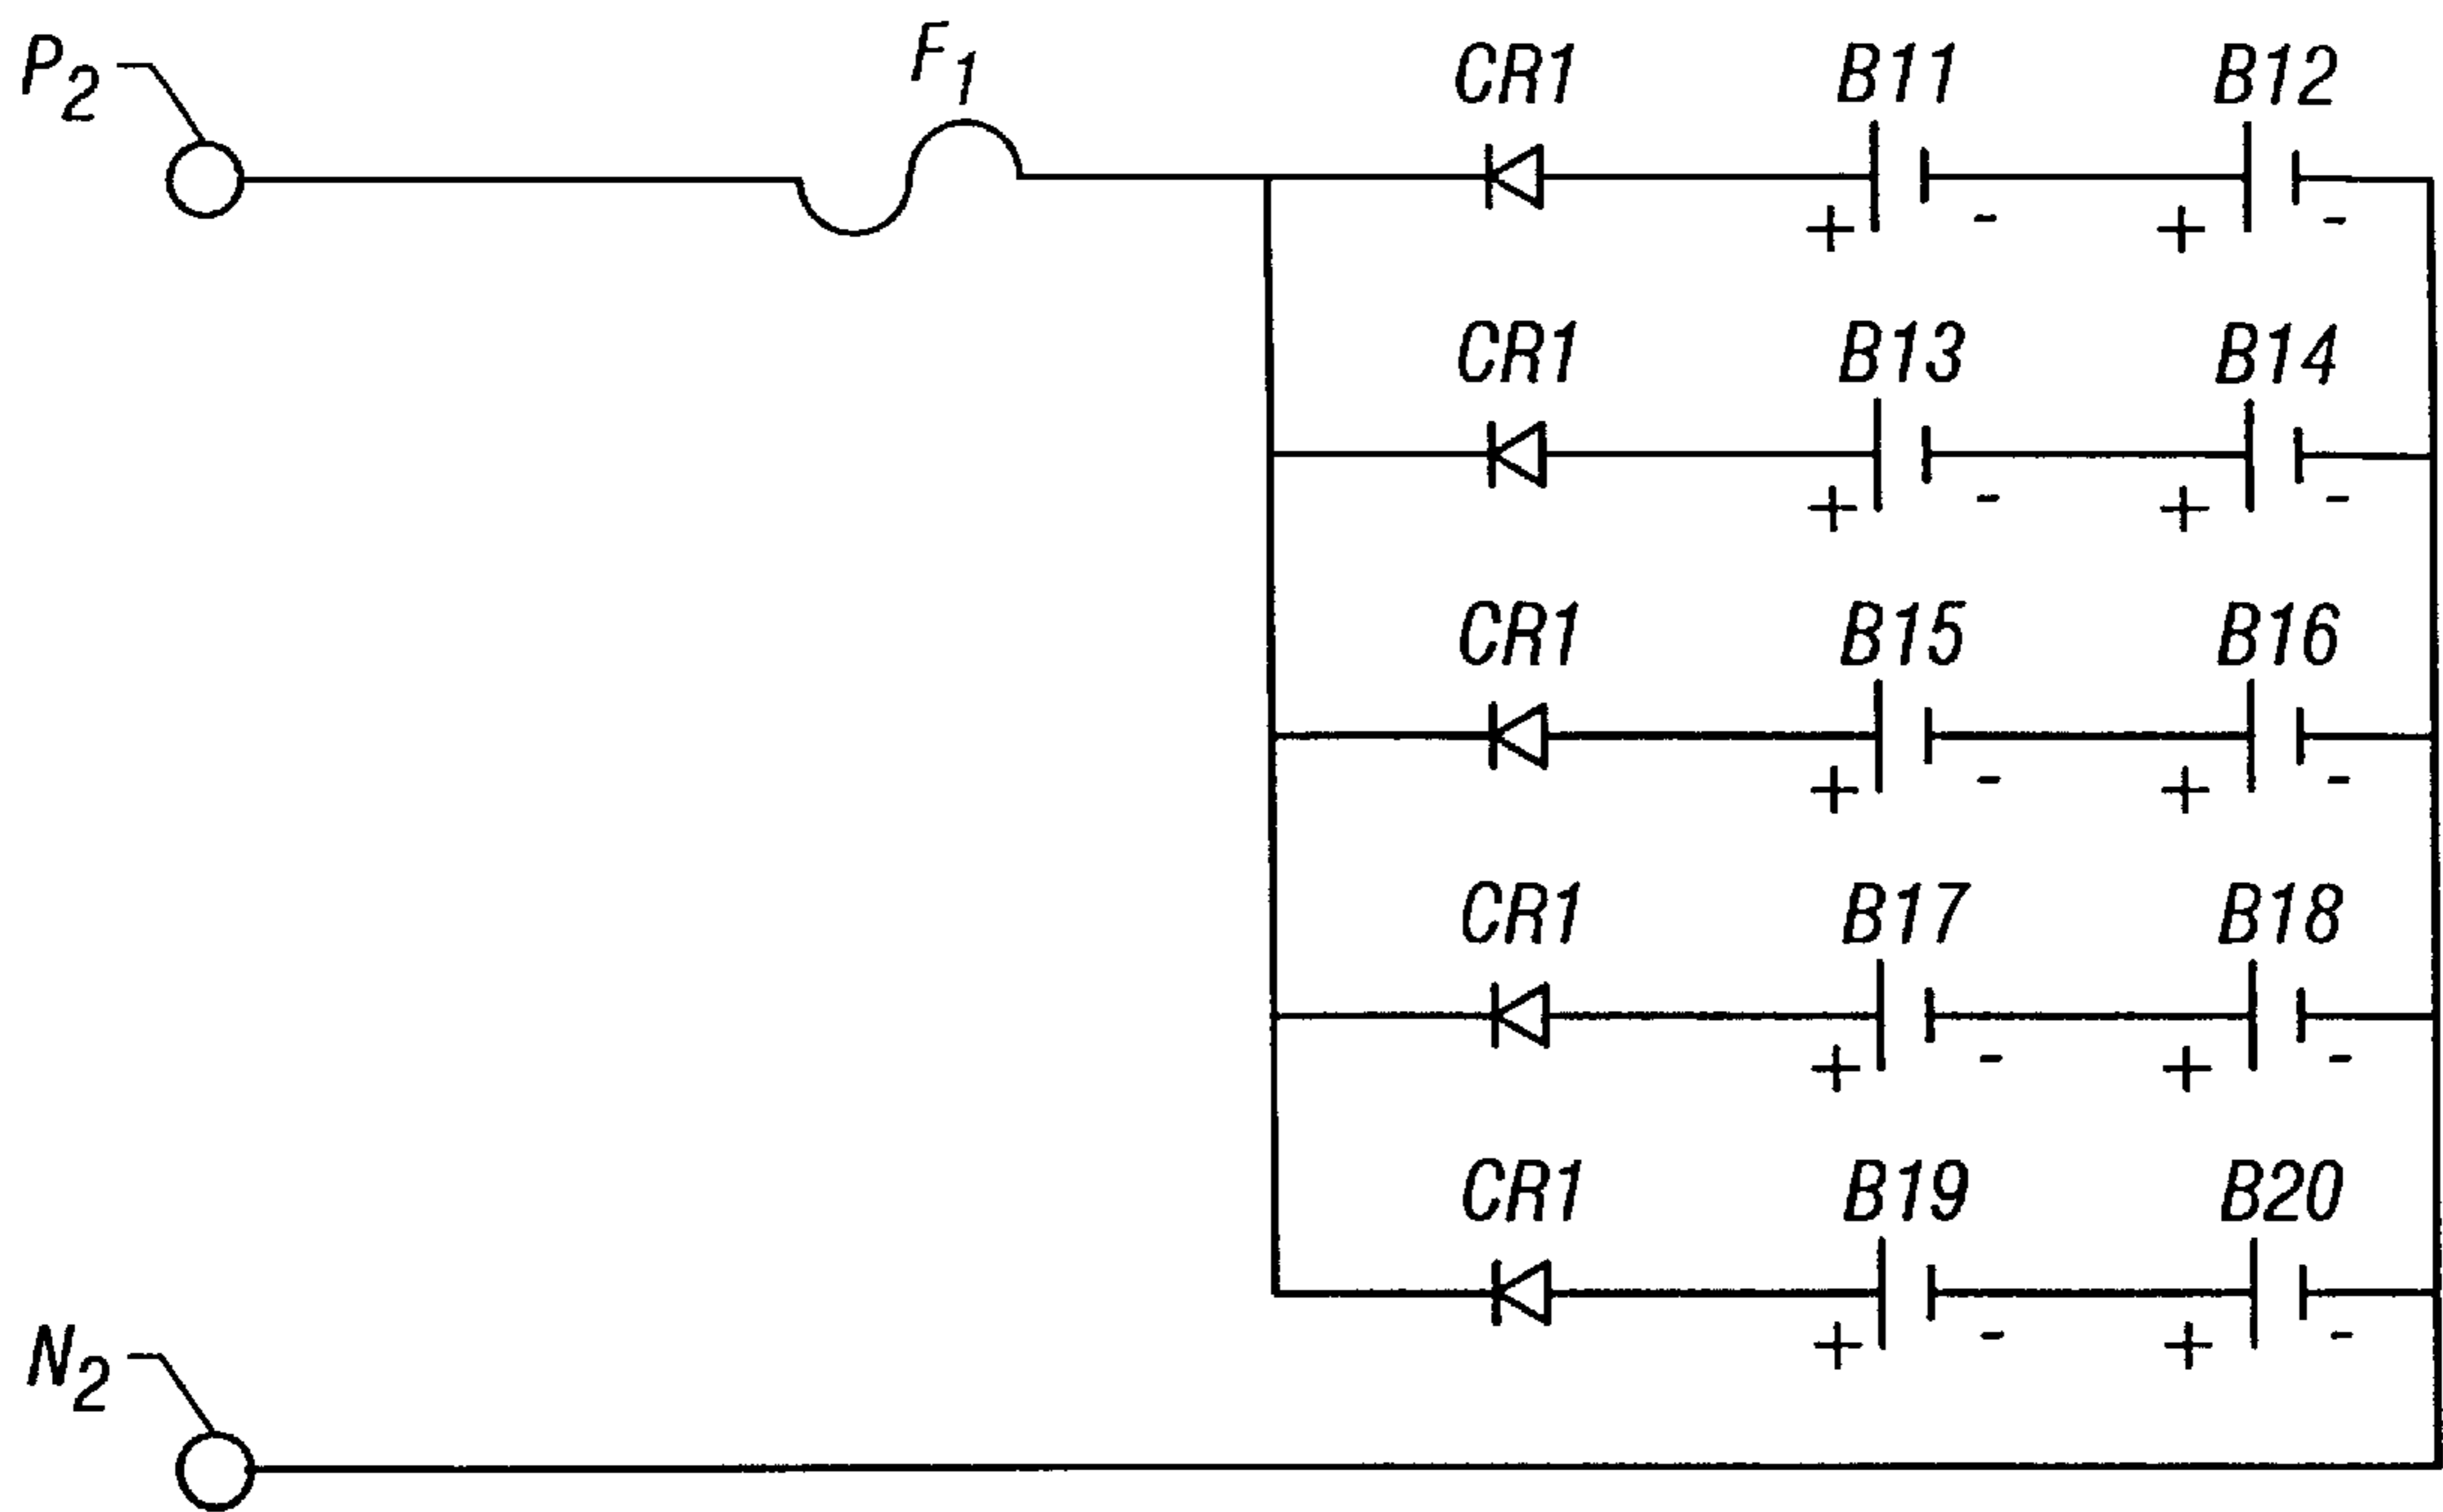 P2
F1
CR1 B11 B12
+ - + -
CR1 B13 B14
+ - + -
CR1 B15 B16
+ - + -
CR1 B17 B18
+ - + -
CR1 B19 B20
+ - + -
N2